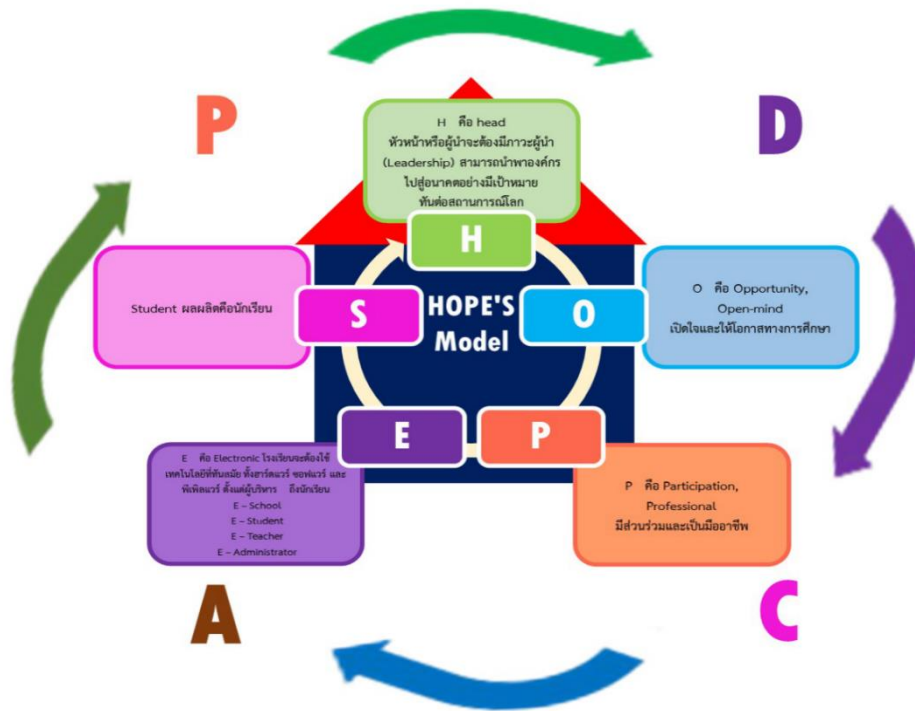 P
D
H คือ head
หัวหน้าหรือผู้นำจะต้องมีภาวะผู้นำ
(Leadership) สามารถนำพาองค์กร
ไปสู่อนาคตอย่างมีเป้าหมาย
ทันต่อสถานการณ์โลก
H
Student ผลผลิตคือนักเรียน
S
HOPE'S
Model
O
O คือ Opportunity,
Open-mind
เปิดใจและให้โอกาสทางการศึกษา
E
P
E คือ Electronic โรงเรียนจะต้องใช้
เทคโนโลยีที่ทันสมัย ทั้งฮาร์ดแวร์ ซอฟแวร์ และ
พีเพิลแวร์ ตั้งแต่ผู้บริหาร ถึงนักเรียน
E – School
E – Student
E – Teacher
E – Administrator
P คือ Participation,
Professional
มีส่วนร่วมและเป็นมืออาชีพ
A
C